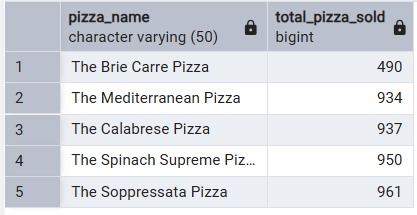 pizza_name total_pizza_sold
character varying (50) bigint
1 The Brie Carre Pizza 490
2 The Mediterranean Pizza 934
3 The Calabrese Pizza 937
4 The Spinach Supreme Piz… 950
5 The Soppressata Pizza 961